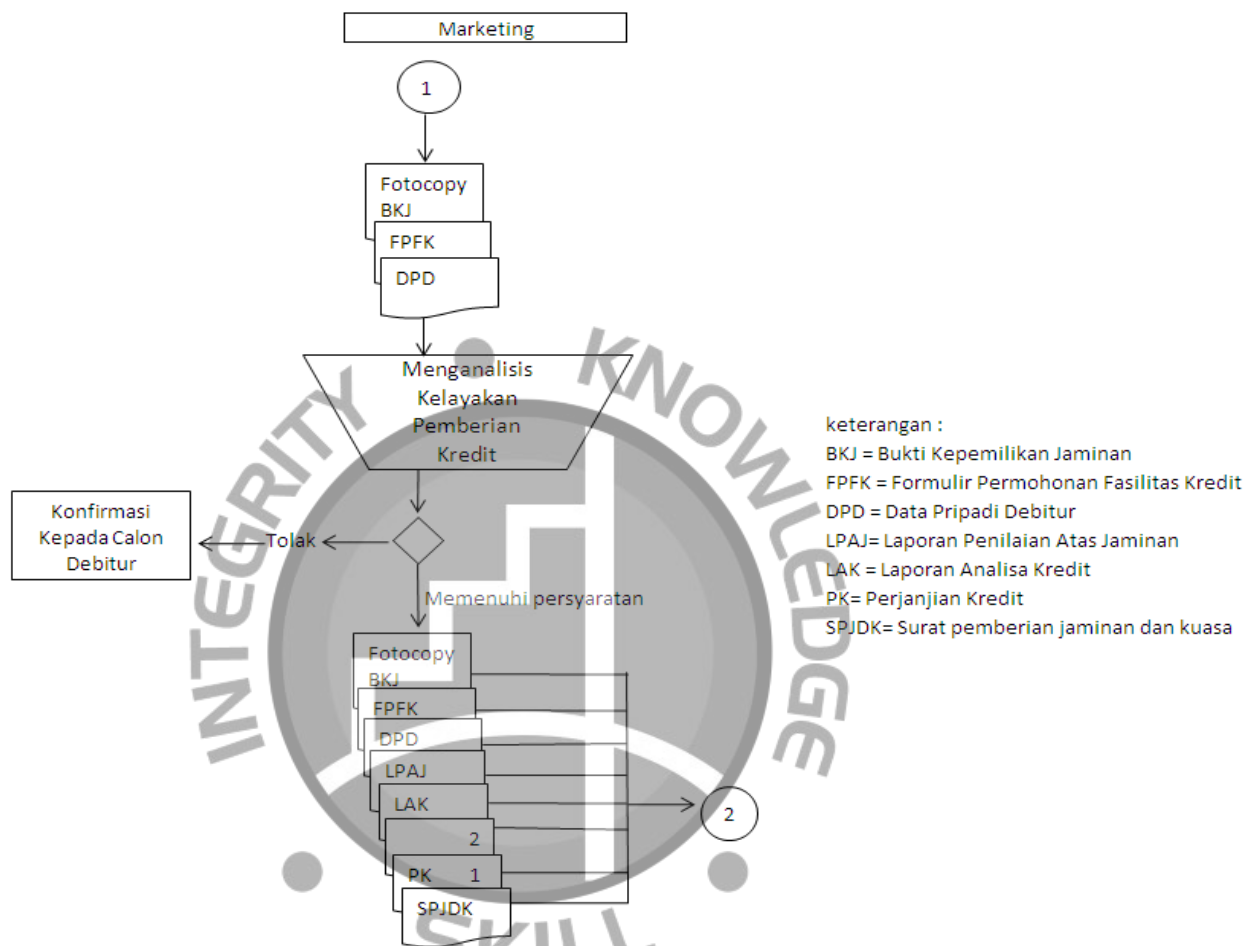 Marketing
1
Fotocopy
BKJ
FPFK
DPD
Menganalisis
Kelayakan
Pemberian
Kredit
Konfirmasi
Kepada Calon
Debitur
Tolak
Memenuhi persyaratan
Fotocopy
BKJ
FPFK
DPD
LPAJ
LAK
2
PK 1
SPJDK
2
keterangan :
BKJ = Bukti Kepemilikan Jaminan
FPFK = Formulir Permohonan Fasilitas Kredit
DPD = Data Pripadi Debitur
LPAJ= Laporan Penilaian Atas Jaminan
LAK = Laporan Analisa Kredit
PK= Perjanjian Kredit
SPJDK= Surat pemberian jaminan dan kuasa
INTEGRITY
KNOWLEDGE
SKILL